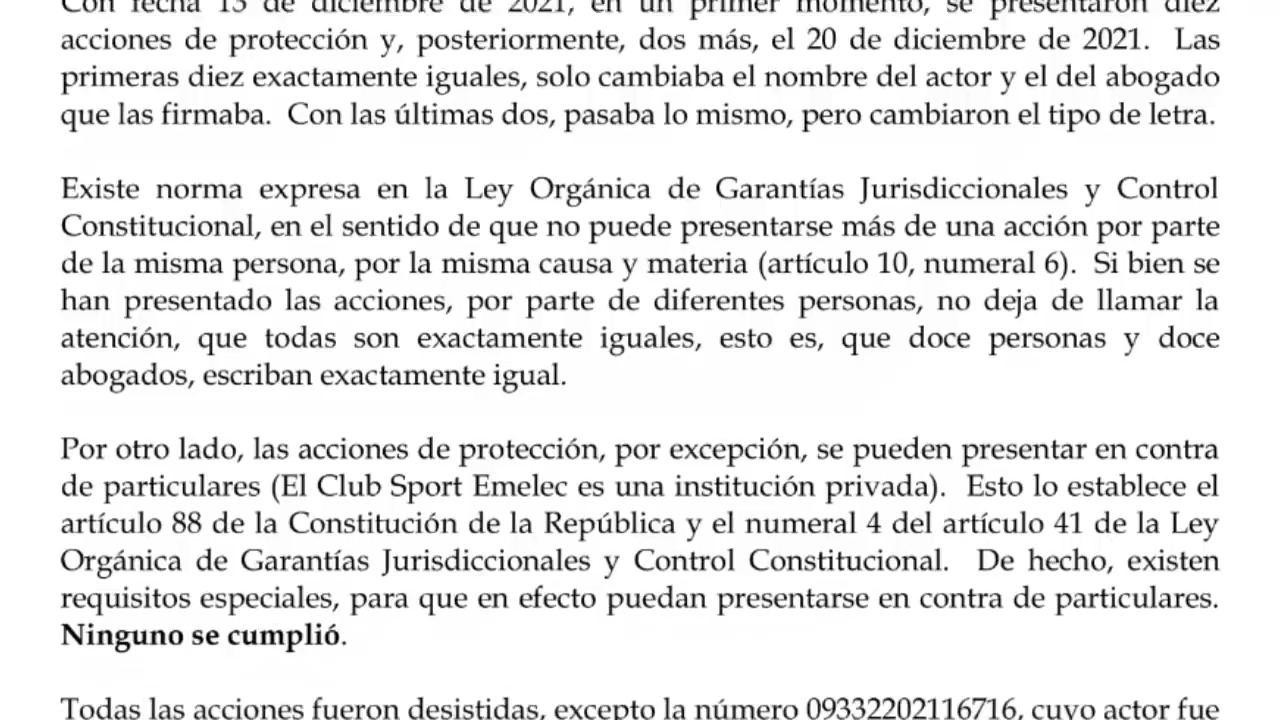 Con fecha 13 de diciembre de 2021, en un primer momento, se presentaron diez
acciones de protección y, posteriormente, dos más, el 20 de diciembre de 2021. Las
primeras diez exactamente iguales, solo cambiaba el nombre del actor y el del abogado
que las firmaba. Con las últimas dos, pasaba lo mismo, pero cambiaron el tipo de letra.
Existe norma expresa en la Ley Orgánica de Garantías Jurisdiccionales y Control
Constitucional, en el sentido de que no puede presentarse más de una acción por parte
de la misma persona, por la misma causa y materia (artículo 10, numeral 6). Si bien se
han presentado las acciones, por parte de diferentes personas, no deja de llamar la
atención, que todas son exactamente iguales, esto es, que doce personas y doce
abogados, escriban exactamente igual.
Por otro lado, las acciones de protección, por excepción, se pueden presentar en contra
de particulares (El Club Sport Emelec es una institución privada). Esto lo establece el
artículo 88 de la Constitución de la República y el numeral 4 del artículo 41 de la Ley
Orgánica de Garantías Jurisdiccionales y Control Constitucional. De hecho, existen
requisitos especiales, para que en efecto puedan presentarse en contra de particulares.
Ninguno se cumplió.
Todas las acciones fueron desistidas, excepto la número 09332202116716, cuyo actor fue